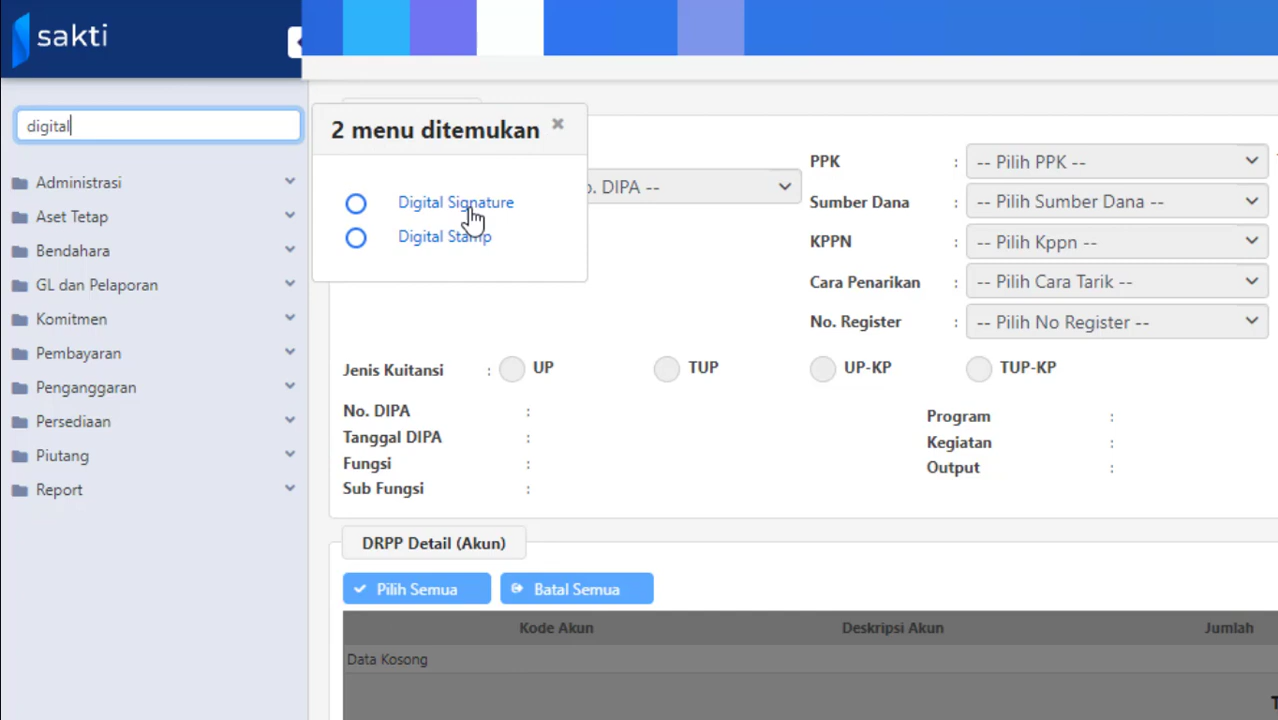 sakti
digital
Administrasi
Aset Tetap
Bendahara
GL dan Pelaporan
Komitmen
Pembayaran
Penganggaran
Persediaan
Piutang
Report
2 menu ditemukan
Digital Signature
Digital Stamp
o. DIPA --
PPK : -- Pilih PPK --
Sumber Dana : -- Pilih Sumber Dana --
KPPN : -- Pilih Kppn --
Cara Penarikan : -- Pilih Cara Tarik --
No. Register : -- Pilih No Register --
Jenis Kuitansi : UP TUP UP-KP TUP-KP
No. DIPA :
Tanggal DIPA :
Fungsi :
Sub Fungsi :
Program :
Kegiatan :
Output :
DRPP Detail (Akun)
Pilih Semua Batal Semua
Kode Akun Deskripsi Akun Jumlah
Data Kosong